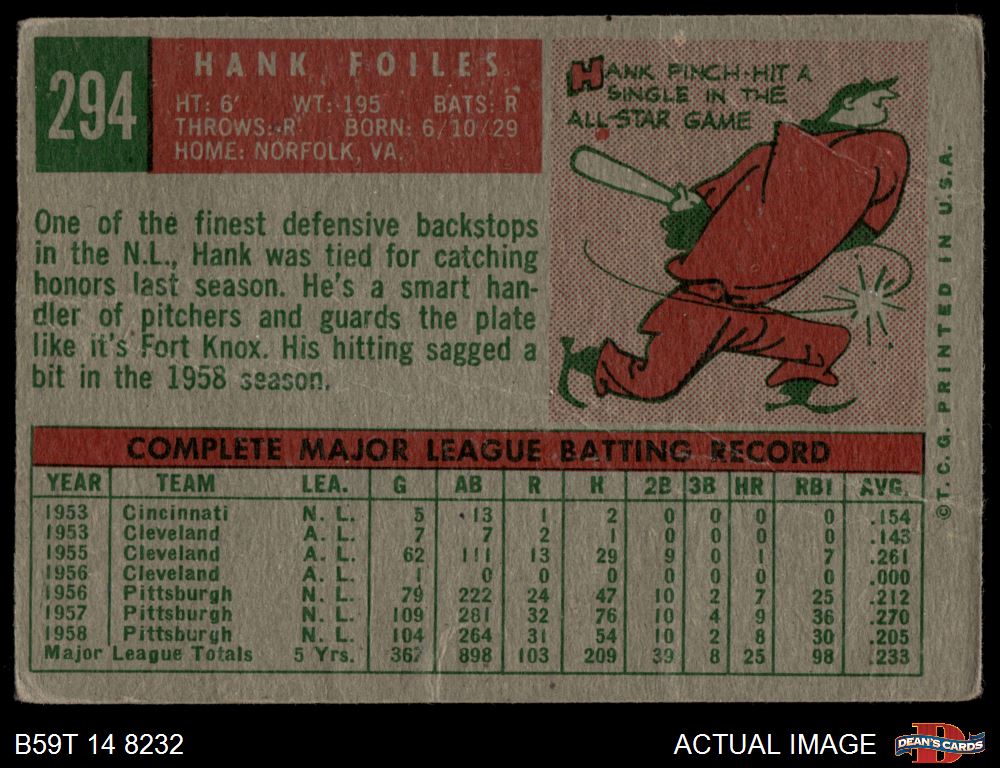 294
HANK FOILES
HT: 6' WT: 195 BATS: R
THROWS: R BORN: 6/10/29
HOME: NORFOLK, VA.
HANK PINCH-HIT A
SINGLE IN THE
ALL-STAR GAME
One of the finest defensive backstops
in the N.L., Hank was tied for catching
honors last season. He's a smart han-
dler of pitchers and guards the plate
like it's Fort Knox. His hitting sagged a
bit in the 1958 season.
©T. C. G. PRINTED IN U.S.A.
COMPLETE MAJOR LEAGUE BATTING RECORD
YEAR TEAM LEA. G AB R H 2B 3B HR RBI AVG.
1953 Cincinnati N. L. 5 13 1 2 0 0 0 0 .154
1953 Cleveland A. L. 7 7 2 1 0 0 0 0 .143
1955 Cleveland A. L. 62 111 13 29 9 0 1 7 .261
1956 Cleveland A. L. 1 0 0 0 0 0 0 0 .000
1956 Pittsburgh N. L. 79 222 24 47 10 2 7 25 .212
1957 Pittsburgh N. L. 109 281 32 76 10 4 9 36 .270
1958 Pittsburgh N. L. 104 264 31 54 10 2 8 30 .205
Major League Totals 5 Yrs. 367 898 103 209 39 8 25 98 .233
B59T 14 8232
ACTUAL IMAGE
DEAN'S CARDS